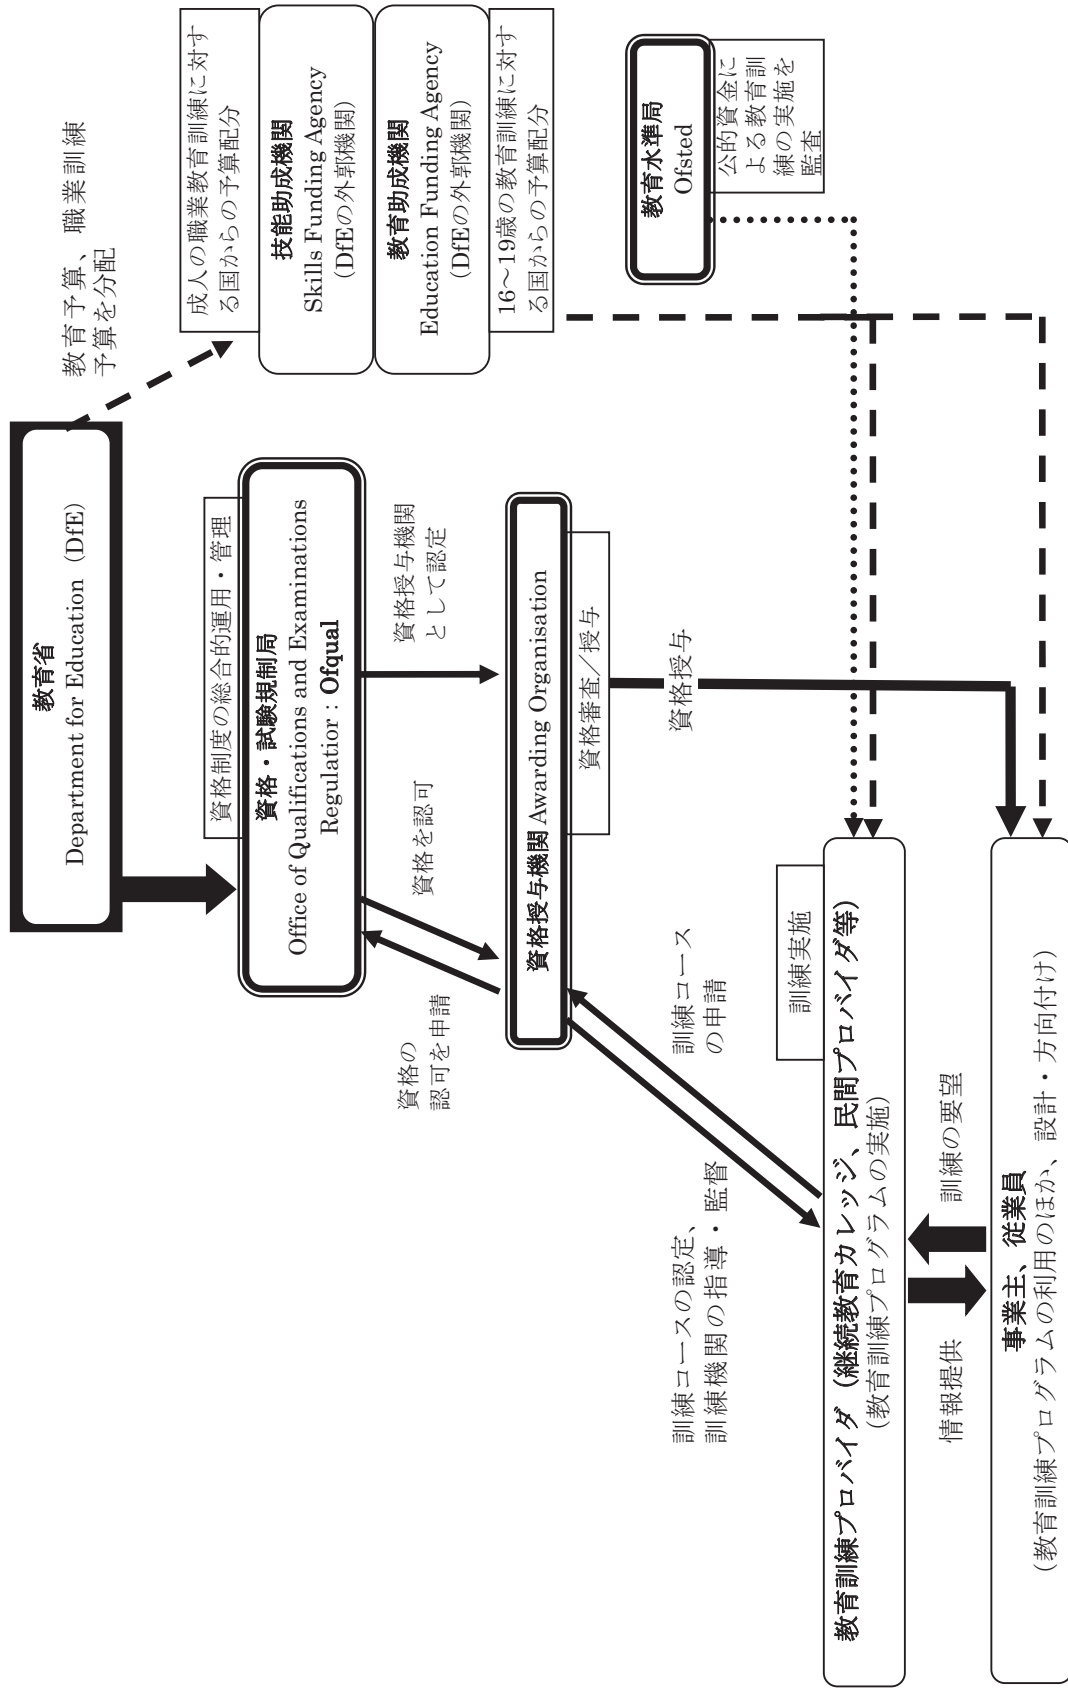 教育省
Department for Education（DfE）
教育予算、職業訓練
予算を分配
資格制度の総合的運用・管理
資格・試験規制局
Office of Qualifications and Examinations
Regulatior：Ofqual
成人の職業教育訓練に対す
る国からの予算配分
技能助成機関
Skills Funding Agency
(DfEの外郭機関)
教育助成機関
Education Funding Agency
(DfEの外郭機関)
16～19歳の教育訓練に対す
る国からの予算配分
資格の
認可を申請
資格を認可
資格授与機関
として認定
資格授与機関 Awarding Organisation
資格審査／授与
教育水準局
Ofsted
公的資金に
よる教育訓
練の実施を
監査
訓練コースの認定、
訓練機関の指導・監督
訓練コース
の申請
資格授与
訓練実施
教育訓練プロバイダ（継続教育カレッジ、民間プロバイダ等）
（教育訓練プログラムの実施）
情報提供
訓練の要望
事業主、従業員
（教育訓練プログラムの利用のほか、設計・方向付け）